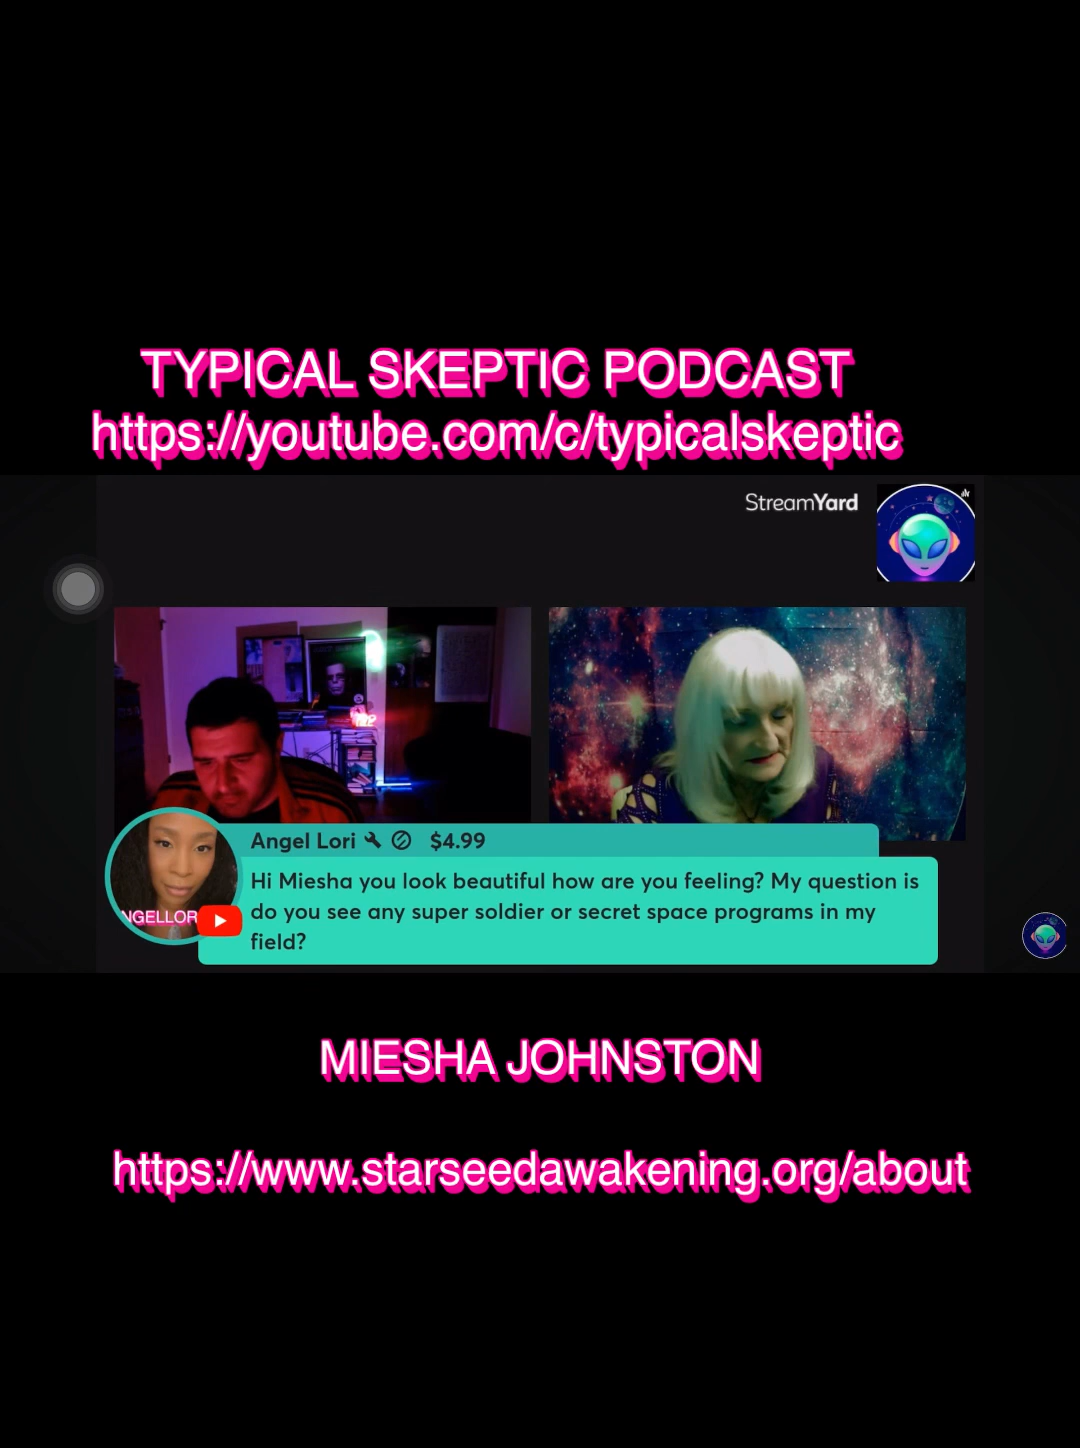 TYPICAL SKEPTIC PODCAST
https://youtube.com/c/typicalskeptic
StreamYard
Angel Lori $4.99
Hi Miesha you look beautiful how are you feeling? My question is
do you see any super soldier or secret space programs in my
field?
NGELLOR
MIESHA JOHNSTON
https://www.starseedawakening.org/about